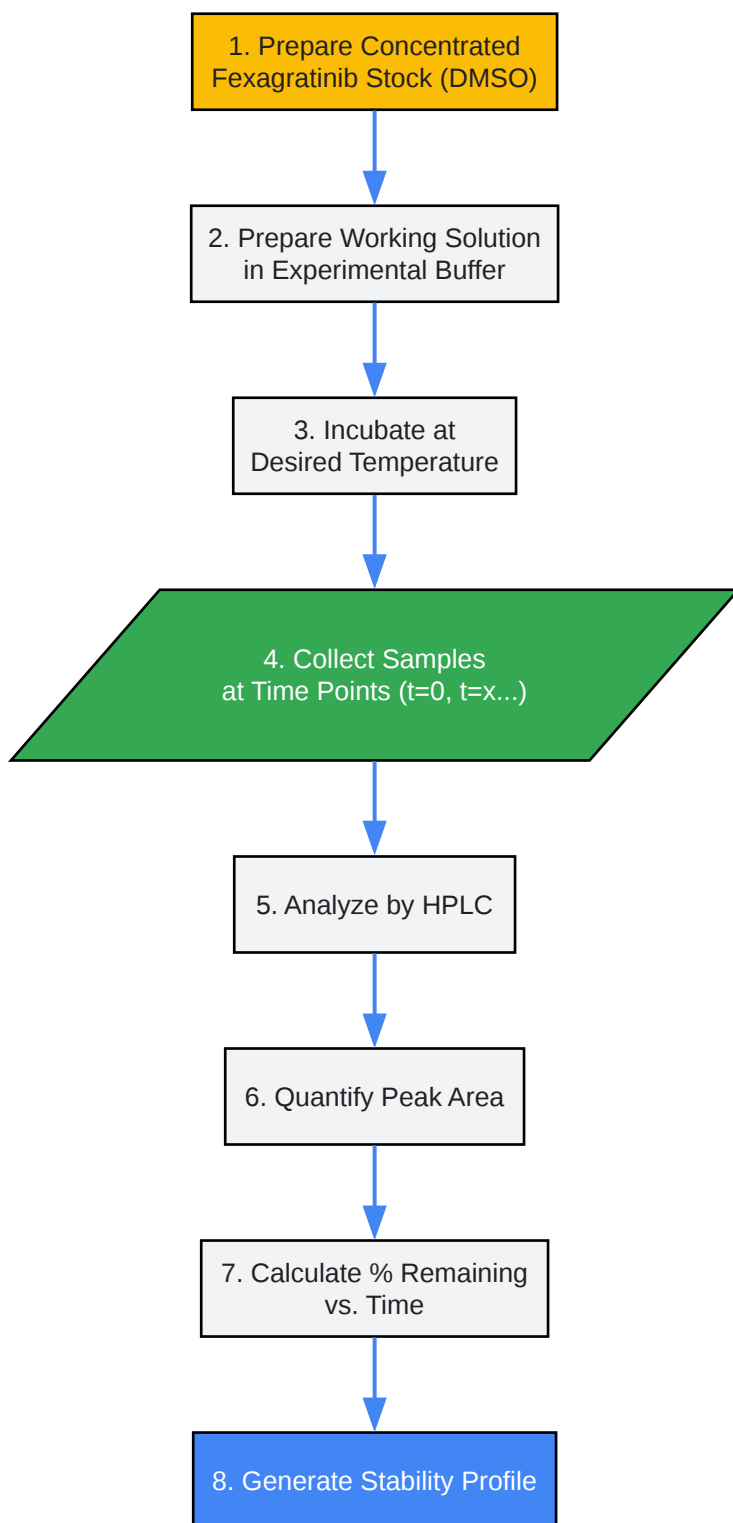 1. Prepare Concentrated
Fexagratinib Stock (DMSO)
2. Prepare Working Solution
in Experimental Buffer
3. Incubate at
Desired Temperature
4. Collect Samples
at Time Points (t=0, t=x...)
5. Analyze by HPLC
6. Quantify Peak Area
7. Calculate % Remaining
vs. Time
8. Generate Stability Profile